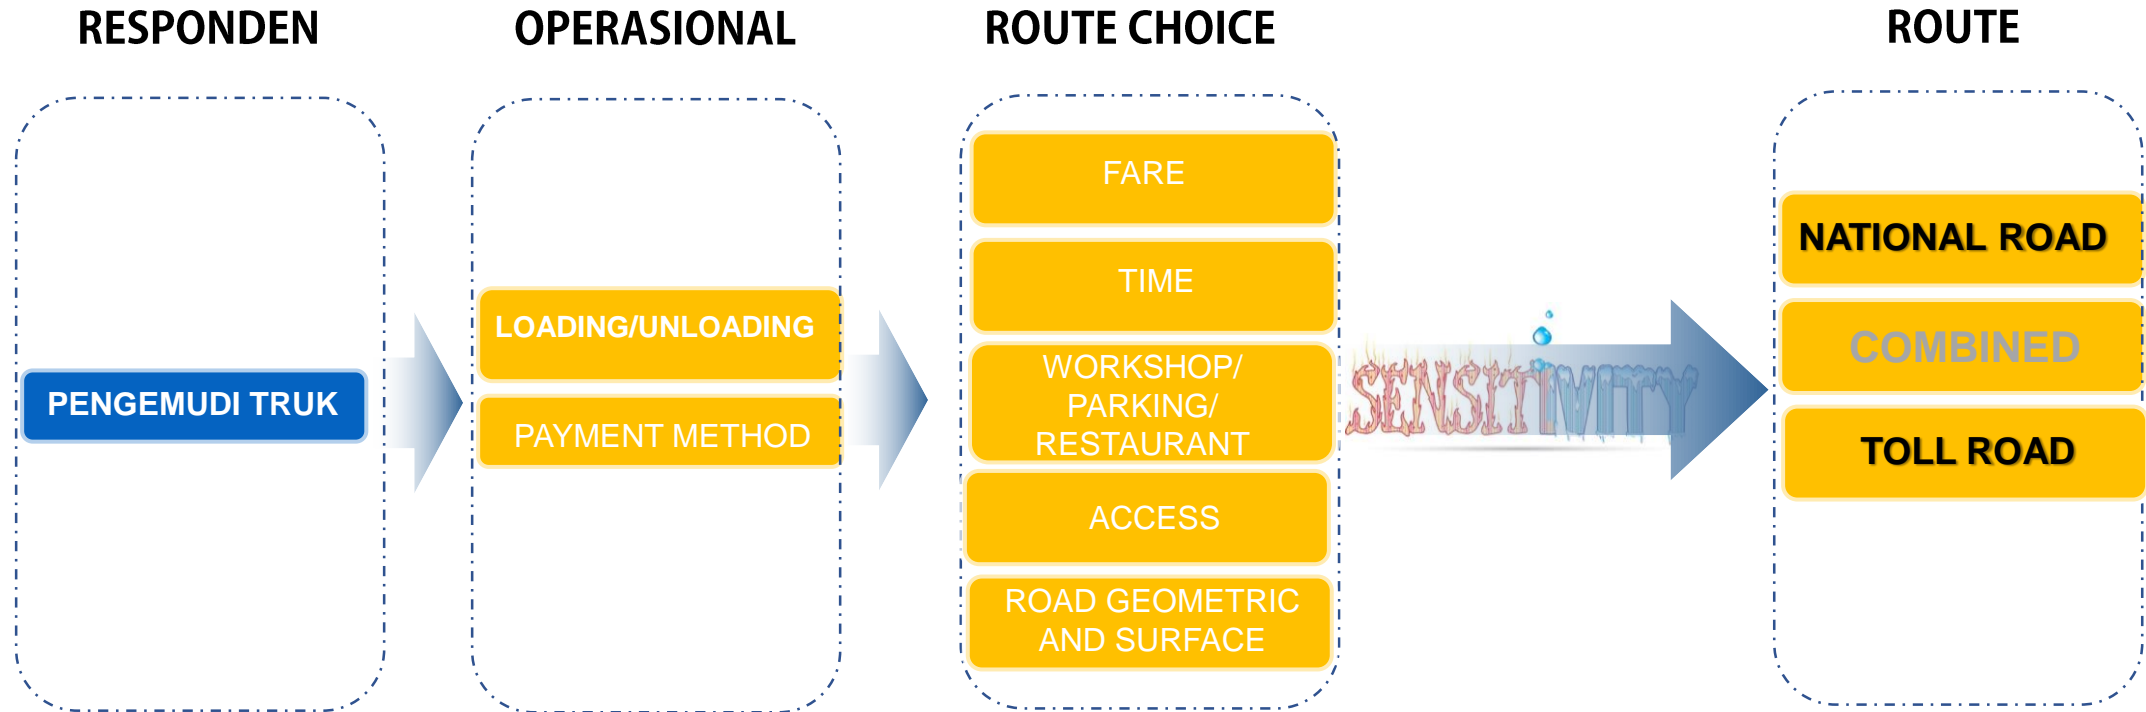 RESPONDEN
OPERASIONAL
ROUTE CHOICE
ROUTE
PENGEMUDI TRUK
LOADING/UNLOADING
PAYMENT METHOD
FARE
TIME
WORKSHOP/
PARKING/
RESTAURANT
ACCESS
ROAD GEOMETRIC
AND SURFACE
SENSITIVITY
NATIONAL ROAD
COMBINED
TOLL ROAD